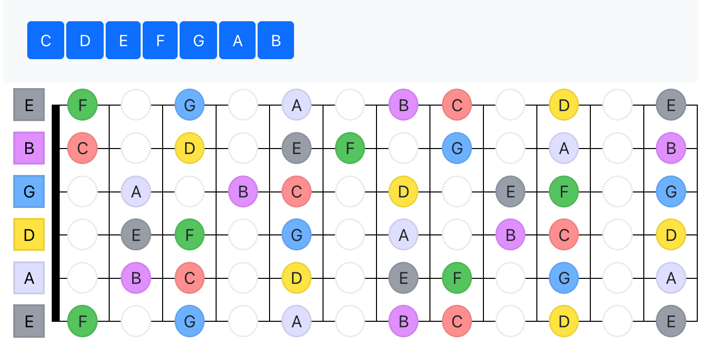 C D E F G A B
E F G A B C D E
B C D E F G A B
G A B C D E F G
D E F G A B C D
A B C D E F G A
E F G A B C D E